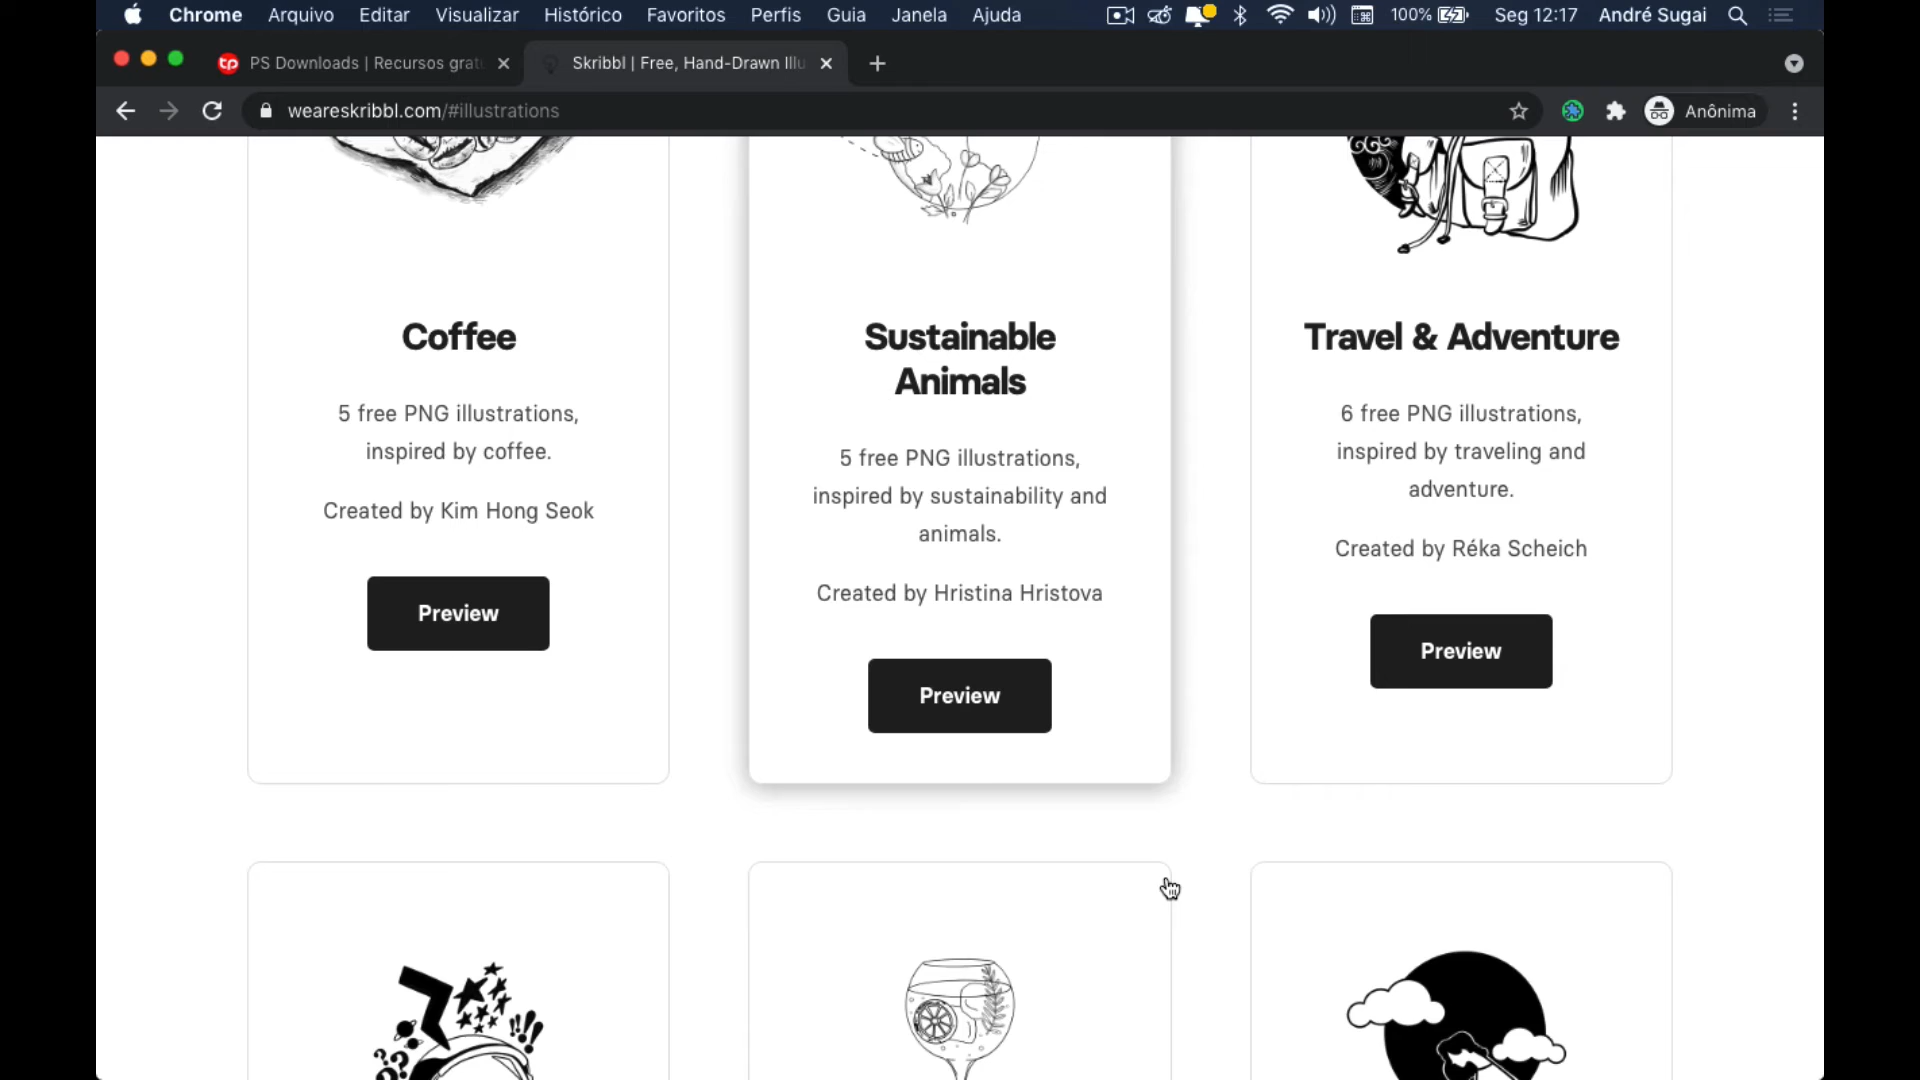 Chrome Arquivo Editar Visualizar Histórico Favoritos Perfis Guia Janela Ajuda 100% Seg 12:17 André Sugai
tp PS Downloads | Recursos grat
Skribbl | Free, Hand-Drawn Illu
weareskribbl.com/#illustrations
Anônima
Coffee
5 free PNG illustrations,
inspired by coffee.
Created by Kim Hong Seok
Preview
Sustainable
Animals
5 free PNG illustrations,
inspired by sustainability and
animals.
Created by Hristina Hristova
Preview
Travel & Adventure
6 free PNG illustrations,
inspired by traveling and
adventure.
Created by Réka Scheich
Preview